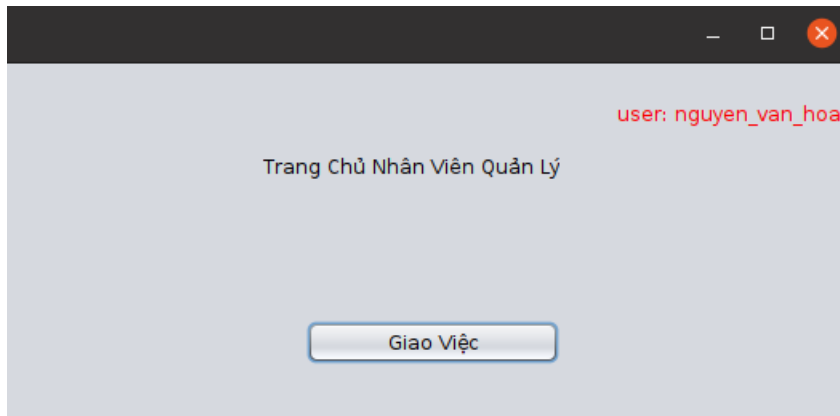 user: nguyen_van_hoa
Trang Chủ Nhân Viên Quản Lý
Giao Việc